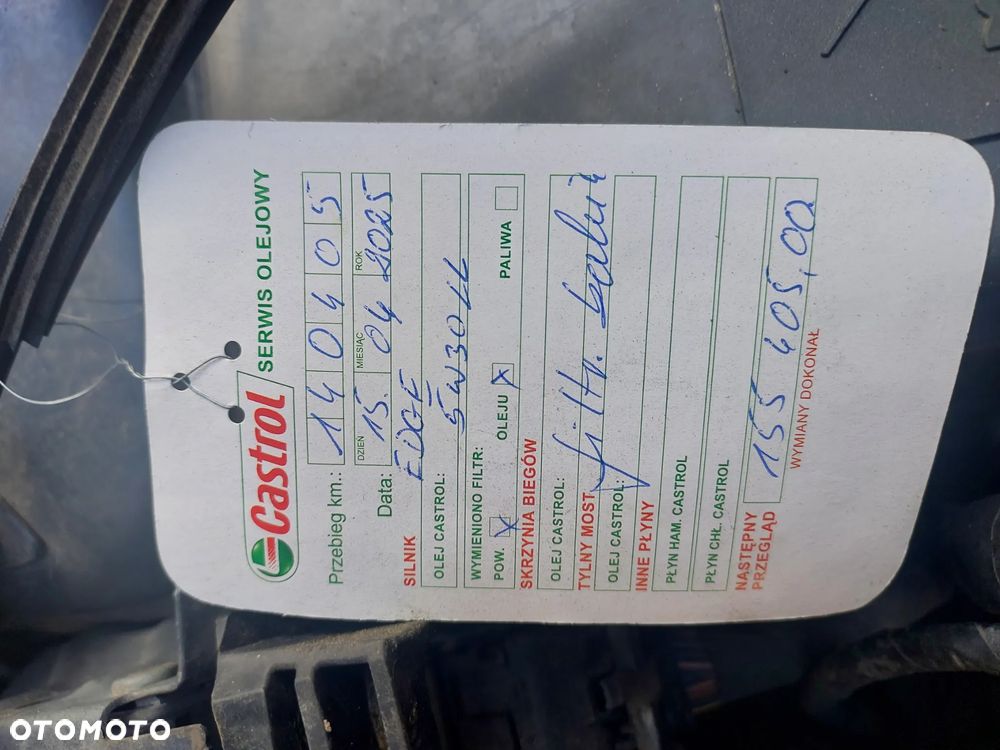 Castrol SERWIS OLEJOWY
Przebieg km.: 140405
DZIEŃ MIESIĄC ROK
Data: 15. 04 2025
SILNIK EDGE
OLEJ CASTROL: 5W30LL
WYMIENIONO FILTR:
POW. X OLEJU X PALIWA
SKRZYNIA BIEGÓW
OLEJ CASTROL:
TYLNY MOST filtr.
OLEJ CASTROL:
INNE PŁYNY
PŁYN HAM. CASTROL
PŁYN CHŁ. CASTROL
NASTĘPNY
PRZEGLĄD 155 405,00
WYMIANY DOKONAŁ
OTOMOTO